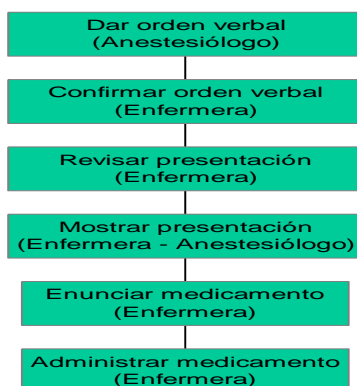 Dar orden verbal
(Anestesiólogo)
Confirmar orden verbal
(Enfermera)
Revisar presentación
(Enfermera)
Mostrar presentación
(Enfermera - Anestesiólogo)
Enunciar medicamento
(Enfermera)
Administrar medicamento
(Enfermera)